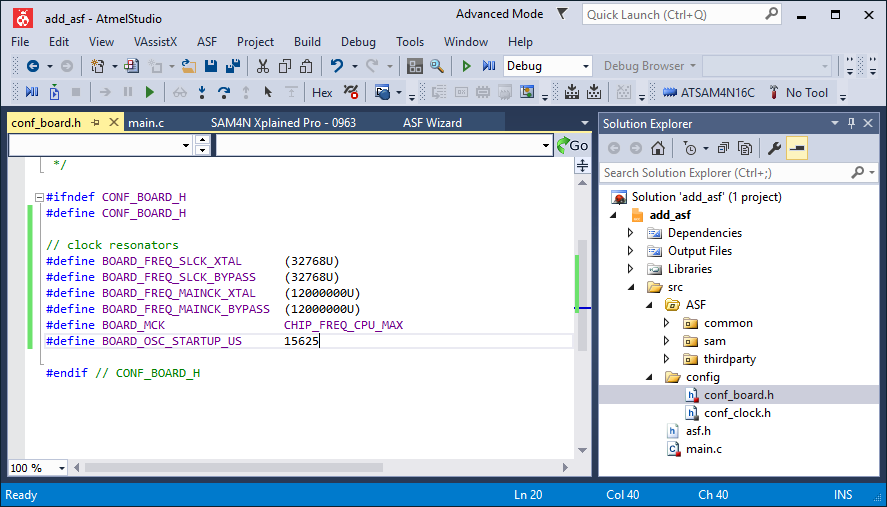 add_asf - AtmelStudio
Advanced Mode
Quick Launch (Ctrl+Q)
File Edit View VAssistX ASF Project Build Debug Tools Window Help
Debug
Debug Browser
Hex
ATSAM4N16C
No Tool
conf_board.h
main.c
SAM4N Xplained Pro - 0963
ASF Wizard
Go
*/
#ifndef CONF_BOARD_H
#define CONF_BOARD_H
// clock resonators
#define BOARD_FREQ_SLCK_XTAL (32768U)
#define BOARD_FREQ_SLCK_BYPASS (32768U)
#define BOARD_FREQ_MAINCK_XTAL (12000000U)
#define BOARD_FREQ_MAINCK_BYPASS (12000000U)
#define BOARD_MCK CHIP_FREQ_CPU_MAX
#define BOARD_OSC_STARTUP_US 15625
#endif // CONF_BOARD_H
100 %
Solution Explorer
Search Solution Explorer (Ctrl+;)
Solution 'add_asf' (1 project)
add_asf
Dependencies
Output Files
Libraries
src
ASF
common
sam
thirdparty
config
conf_board.h
conf_clock.h
asf.h
main.c
Ready
Ln 20
Col 40
Ch 40
INS